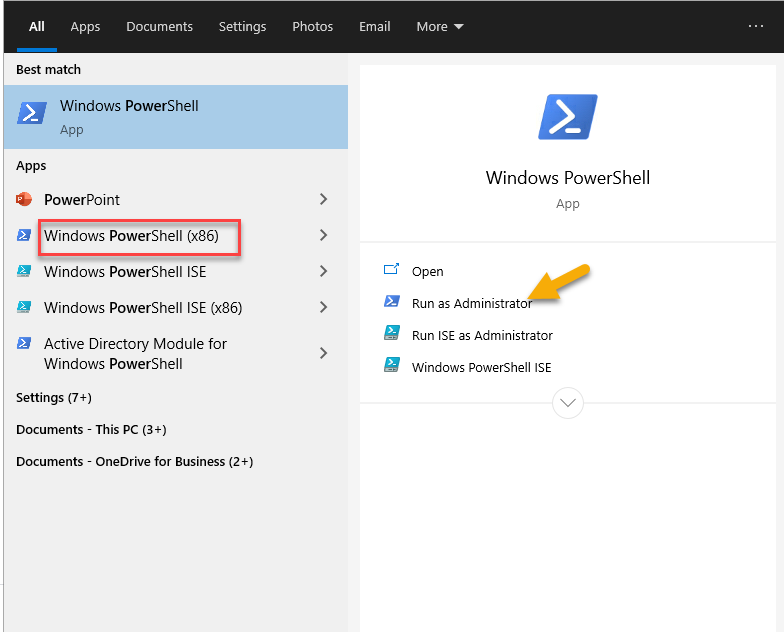 All Apps Documents Settings Photos Email More ...
Best match
Windows PowerShell
App
Apps
PowerPoint
Windows PowerShell (x86)
Windows PowerShell ISE
Windows PowerShell ISE (x86)
Active Directory Module for
Windows PowerShell
Settings (7+)
Documents - This PC (3+)
Documents - OneDrive for Business (2+)
Windows PowerShell
App
Open
Run as Administrator
Run ISE as Administrator
Windows PowerShell ISE